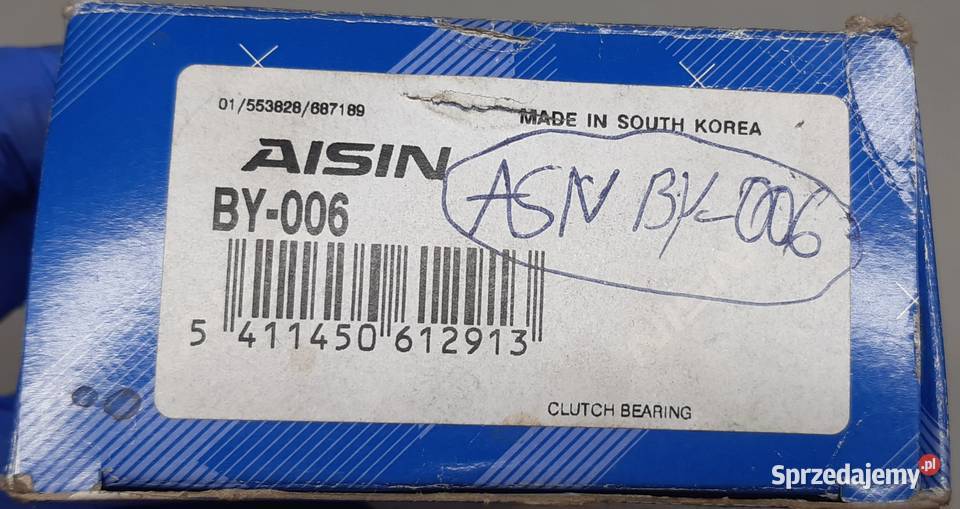 01/553828/687189
MADE IN SOUTH KOREA
AISIN
BY-006
ASN BY-006
5 411450 612913
CLUTCH BEARING
Sprzedajemy.pl